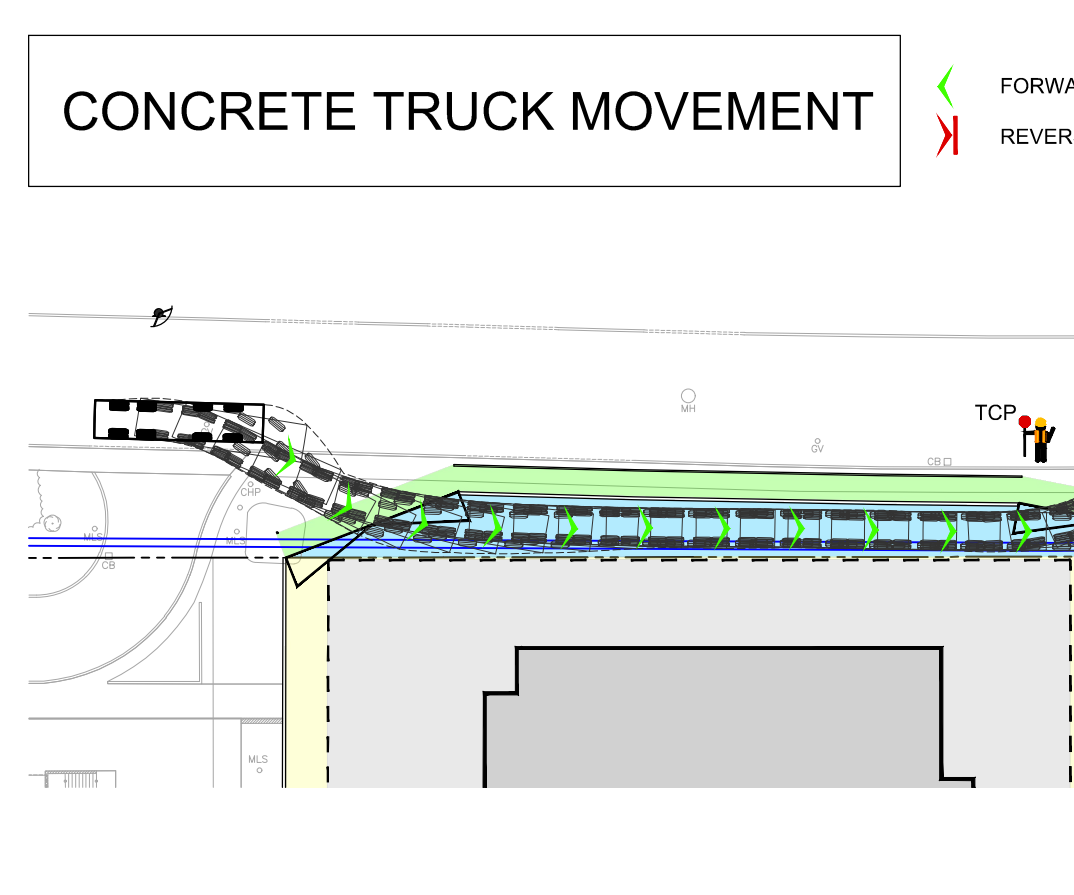 CONCRETE TRUCK MOVEMENT
FORWA
REVER
MH
TCP
GV
CB
CHP
MLS
MLS
CB
MLS